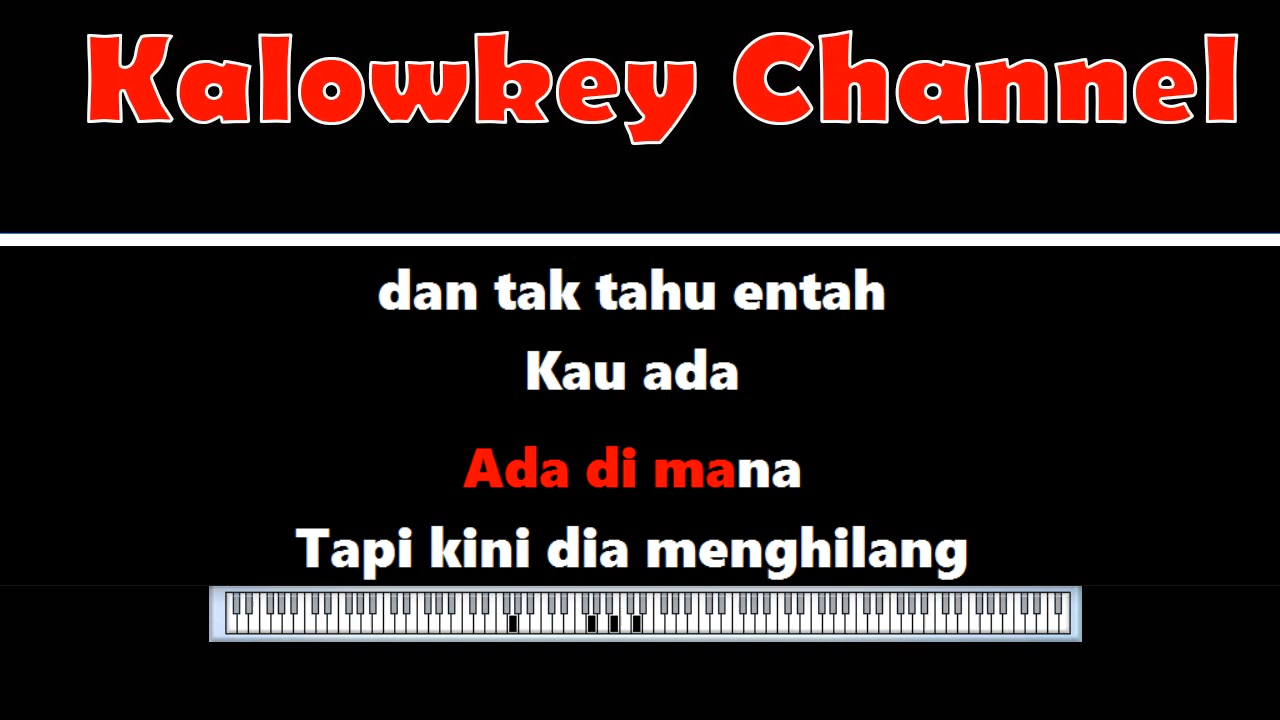 Kalowkey Channel
dan tak tahu entah
Kau ada
Ada di mana
Tapi kini dia menghilang